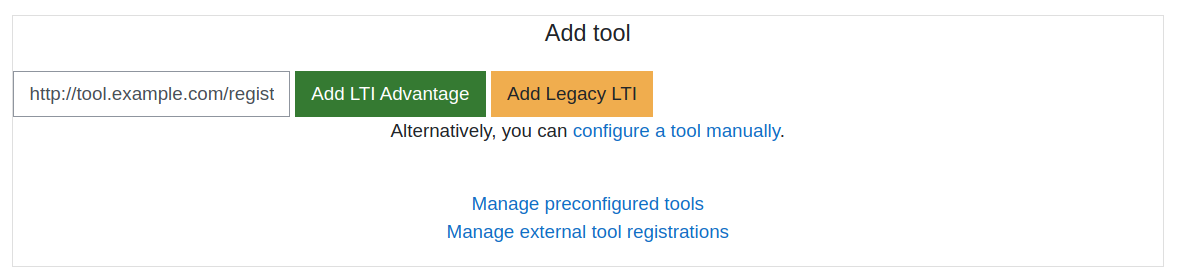 Add tool
http://tool.example.com/regist Add LTI Advantage Add Legacy LTI
Alternatively, you can configure a tool manually.
Manage preconfigured tools
Manage external tool registrations